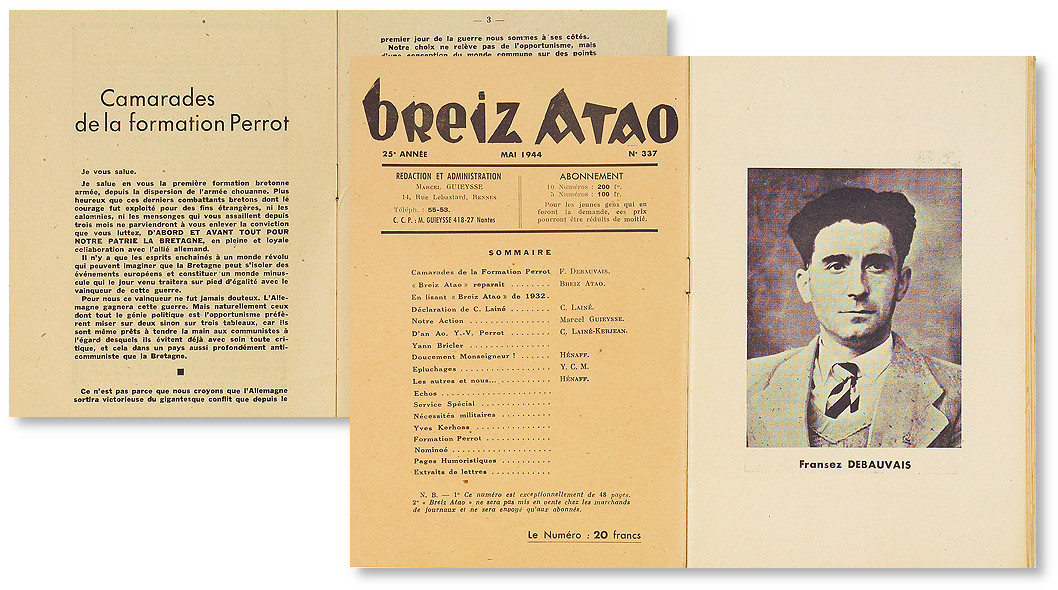 Camarades
de la formation Perrot
Je vous salue.
Je salue en vous la première formation bretonne
armée, depuis la dispersion de l'armée chouanne. Plus
heureux que ces derniers combattants bretons dont le
courage fut exploité pour des fins étrangères, ni les
calomnies, ni les mensonges qui vous assaillent depuis
trois mois ne parviendront à vous enlever la conviction
que vous luttez, D'ABORD ET AVANT TOUT POUR
NOTRE PATRIE LA BRETAGNE, en pleine et loyale
collaboration avec l'allié allemand.
Il n'y a que les esprits enchaînés à un monde révolu
qui peuvent imaginer que la Bretagne peut s'isoler des
événements européens et constituer un monde minus-
cule qui le jour venu traitera sur pied d'égalité avec le
vainqueur de cette guerre.
Pour nous ce vainqueur ne fut jamais douteux. L'Alle-
magne gagnera cette guerre. Mais naturellement ceux
dont tout le génie politique est l'opportunisme préfè-
rent miser sur deux sinon sur trois tableaux, car ils
sont même prêts à tendre la main aux communistes à
l'égard desquels ils évitent déjà avec soin toute cri-
tique, et cela dans un pays aussi profondément anti-
communiste que la Bretagne.
Ce n'est pas parce que nous croyons que l'Allemagne
sortira victorieuse du gigantesque conflit que depuis le
— 3 —
premier jour de la guerre nous sommes à ses côtés.
Notre choix ne relève pas de l'opportunisme, mais
d'une conception du monde commune sur des points
breiz ATAO
25e ANNÉE MAI 1944 No 337
REDACTION ET ADMINISTRATION
MARCEL GUIEYSSE
14, Rue Lebastard, RENNES
Téléph. : 55-53.
C. C. P. : M. GUIEYSSE 418-27 Nantes
ABONNEMENT
10 Numéros : 200 fr.
5 Numéros : 100 fr.
Pour les jeunes gens qui en
feront la demande, ces prix
pourront être réduits de moitié.
SOMMAIRE
Camarades de la Formation Perrot F. DEBAUVAIS.
« Breiz Atao » reparaît ........ BREIZ ATAO.
En lisant « Breiz Atao » de 1932.
Déclaration de C. Lainé ........ C. LAINÉ.
Notre Action ................ Marcel GUIEYSSE.
D'an Ao. Y.-V. Perrot ........ C. LAINÉ-KERJEAN.
Yann Bricler ................
Doucement Monseigneur ! ...... HÉNAFF.
Epluchages .................. Y. C. M.
Les autres et nous... .......... HÉNAFF.
Echos ......................
Service Spécial ..............
Nécessités militaires ..........
Yves Kerhoas ................
Formation Perrot .............
Nominoé ....................
Pages Humoristiques ..........
Extraits de lettres ............
N. B. — 1° Ce numéro est exceptionnellement de 48 pages.
2° « Breiz Atao » ne sera pas mis en vente chez les marchands
de journaux et ne sera envoyé qu'aux abonnés.
Le Numéro : 20 francs
Fransez DEBAUVAIS